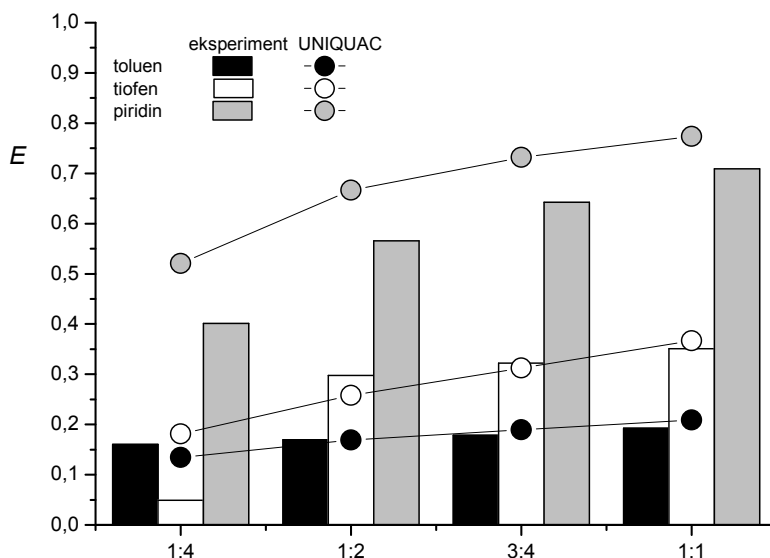 1,0
eksperiment UNIQUAC
toluen
tiofen
piridin
0,9
0,8
E
0,7
0,6
0,5
0,4
0,3
0,2
0,1
0,0
1:4 1:2 3:4 1:1